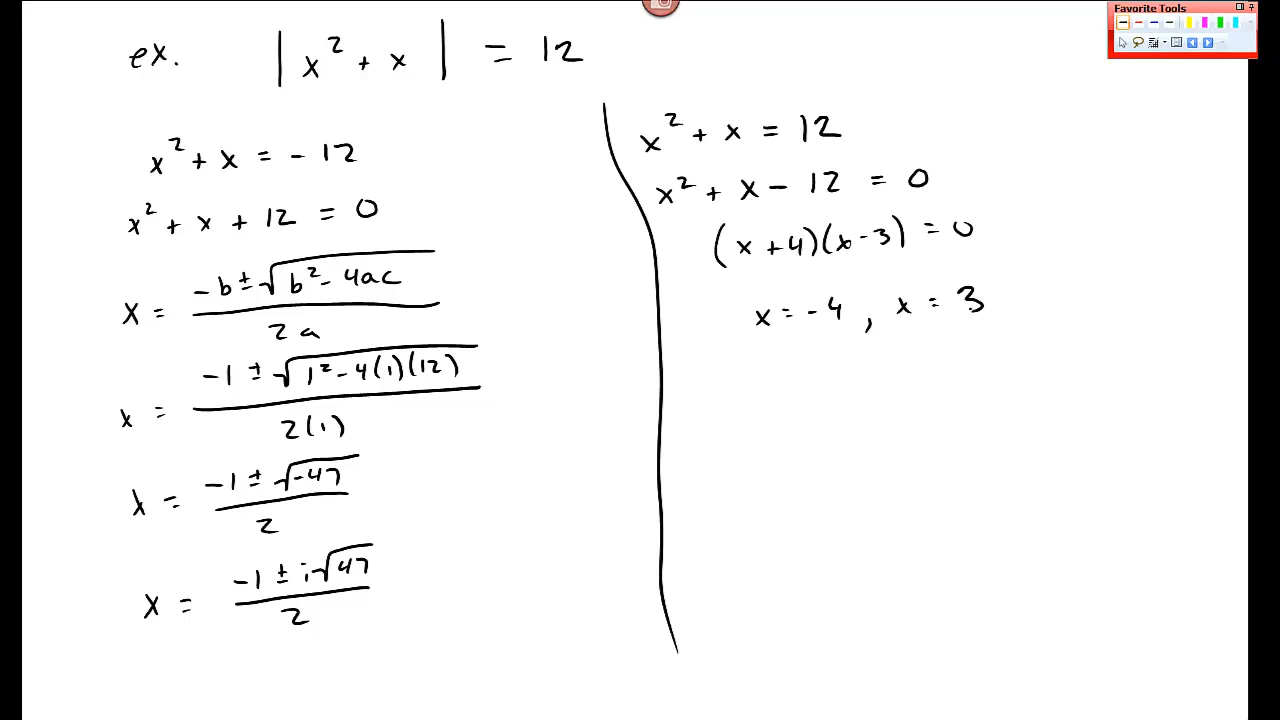 Favorite Tools
ex. | x² + x | = 12
x² + x = - 12
x² + x + 12 = 0
x = (-b ± √(b² - 4ac)) / 2a
x = (-1 ± √(1² - 4(1)(12))) / 2(1)
x = (-1 ± √(-47)) / 2
x = (-1 ± i√47) / 2
x² + x = 12
x² + x - 12 = 0
(x + 4)(x - 3) = 0
x = -4 , x = 3